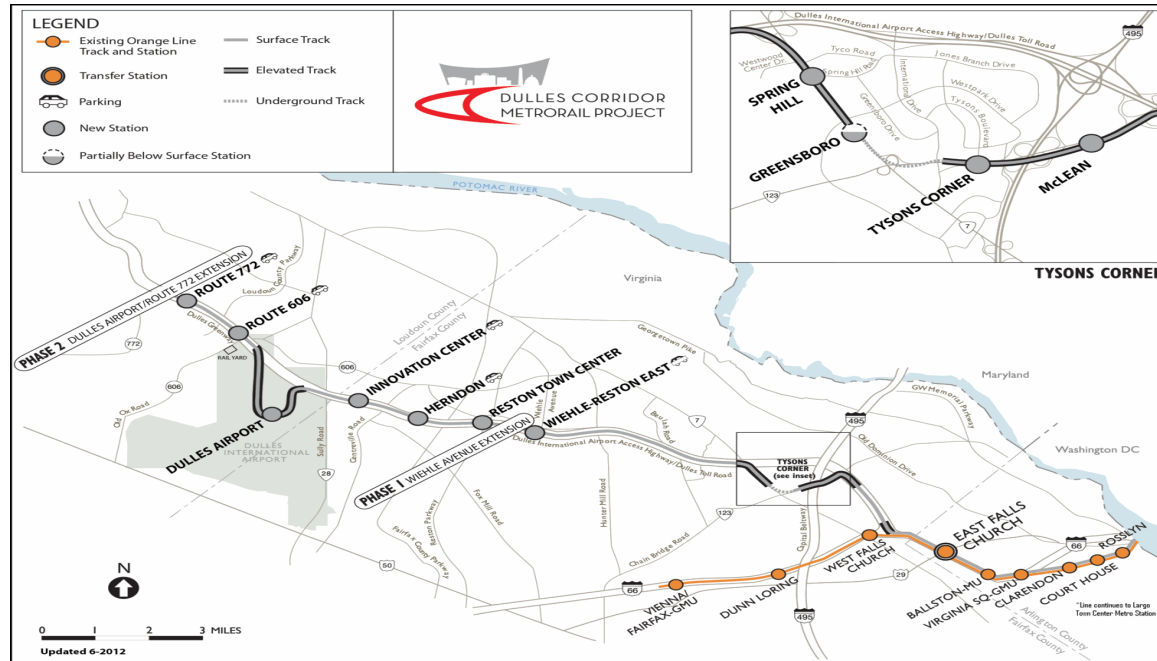 LEGEND
Existing Orange Line
Track and Station
Transfer Station
Parking
New Station
Partially Below Surface Station
Surface Track
Elevated Track
Underground Track
DULLES CORRIDOR
METRORAIL PROJECT
Dulles International Airport Access Highway/Dulles Toll Road
495
Westwood
Center Dr.
Tyco Road
Spring Hill Road
Jones Branch Drive
International Drive
Westpark Drive
Greensboro Drive
Tysons Boulevard
SPRING
HILL
GREENSBORO
TYSONS CORNER
McLEAN
123
7
TYSONS CORNER
POTOMAC RIVER
Virginia
Maryland
Washington DC
PHASE 2 DULLES AIRPORT/ROUTE 772 EXTENSION
ROUTE 772
Loudoun County Parkway
ROUTE 606
Dulles Greenway
RAIL YARD
772
606
Old Ox Road
Loudoun County
Fairfax County
606
INNOVATION CENTER
HERNDON
RESTON TOWN CENTER
Wiehle
Avenue
WIEHLE-RESTON EAST
Georgetown Pike
DULLES AIRPORT
DULLES
INTERNATIONAL
AIRPORT
Sully Road
28
Centreville Road
PHASE 1 WIEHLE AVENUE EXTENSION
Dulles International Airport Access Highway/Dulles Toll Road
Beulah Road
7
495
GW Memorial Parkway
Old Dominion Drive
TYSONS
CORNER
(see inset)
Fox Mill Road
Reston Parkway
Fairfax County Parkway
Hunter Mill Road
123
Chain Bridge Road
Capital Beltway
50
66
VIENNA/
FAIRFAX-GMU
DUNN LORING
WEST FALLS
CHURCH
29
EAST FALLS
CHURCH
66
BALLSTON-MU
VIRGINIA SQ-GMU
CLARENDON
COURT HOUSE
ROSSLYN
495
Arlington County
Fairfax County
*Line continues to Largo
Town Center Metro Station
N
0 1 2 3 MILES
Updated 6-2012